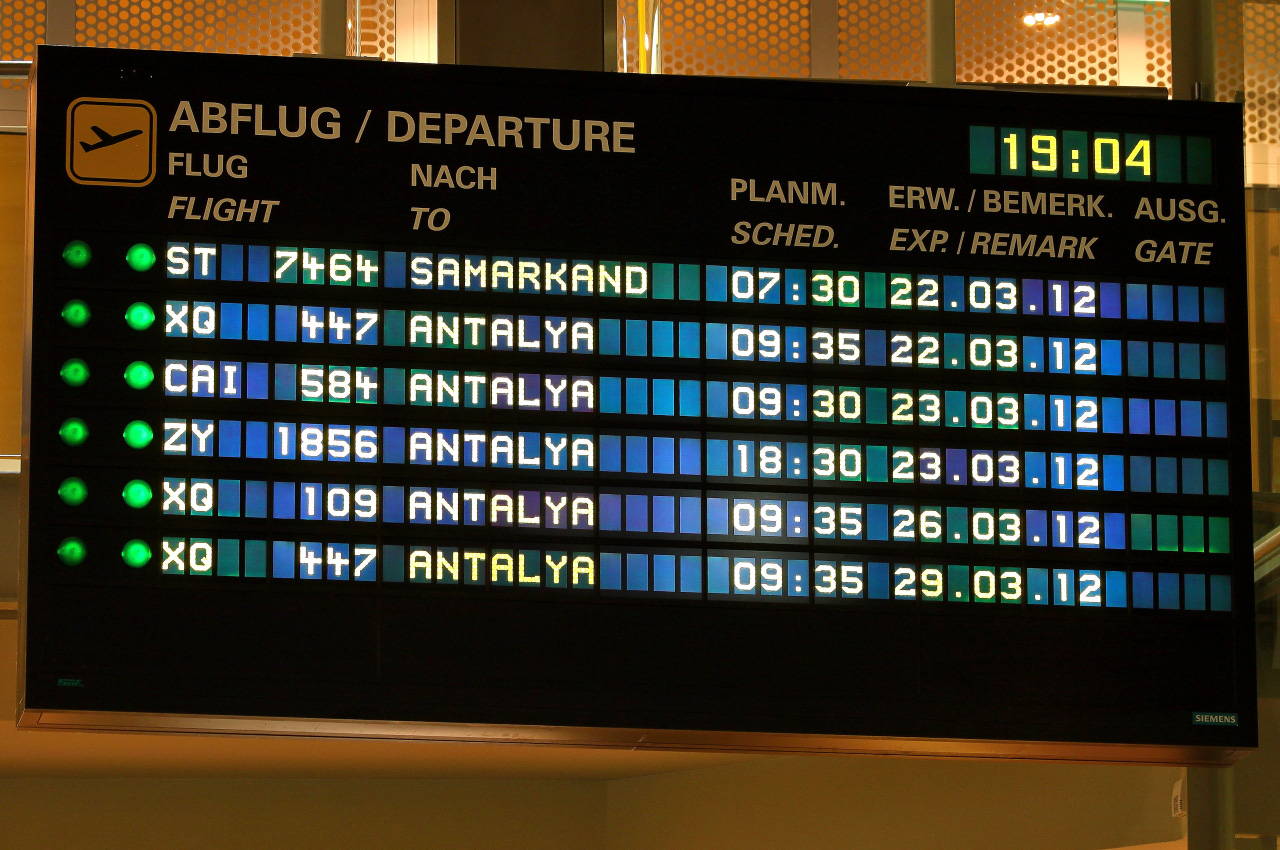 ABFLUG / DEPARTURE 19:04
FLUG NACH PLANM. ERW. / BEMERK. AUSG.
FLIGHT TO SCHED. EXP. / REMARK GATE
ST 7464 SAMARKAND 07:30 22.03.12
XQ 447 ANTALYA 09:35 22.03.12
CAI 584 ANTALYA 09:30 23.03.12
ZY 1856 ANTALYA 18:30 23.03.12
XQ 109 ANTALYA 09:35 26.03.12
XQ 447 ANTALYA 09:35 29.03.12
SIEMENS